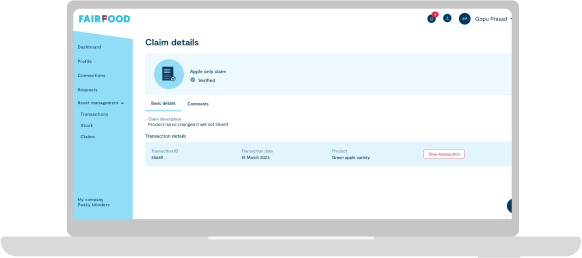 FAIRFOOD
Gopu Prasad
Dashboard
Profile
Connections
Requests
Asset management
Transactions
Stock
Claims
My company
Peaky blinders
Claim details
Apple only claim
Verified
Basic details
Comments
Claim description
Product name changed it will not inherit
Transaction details
Transaction ID
Transaction date
Product
15 March 2023
Green apple variety
View transaction